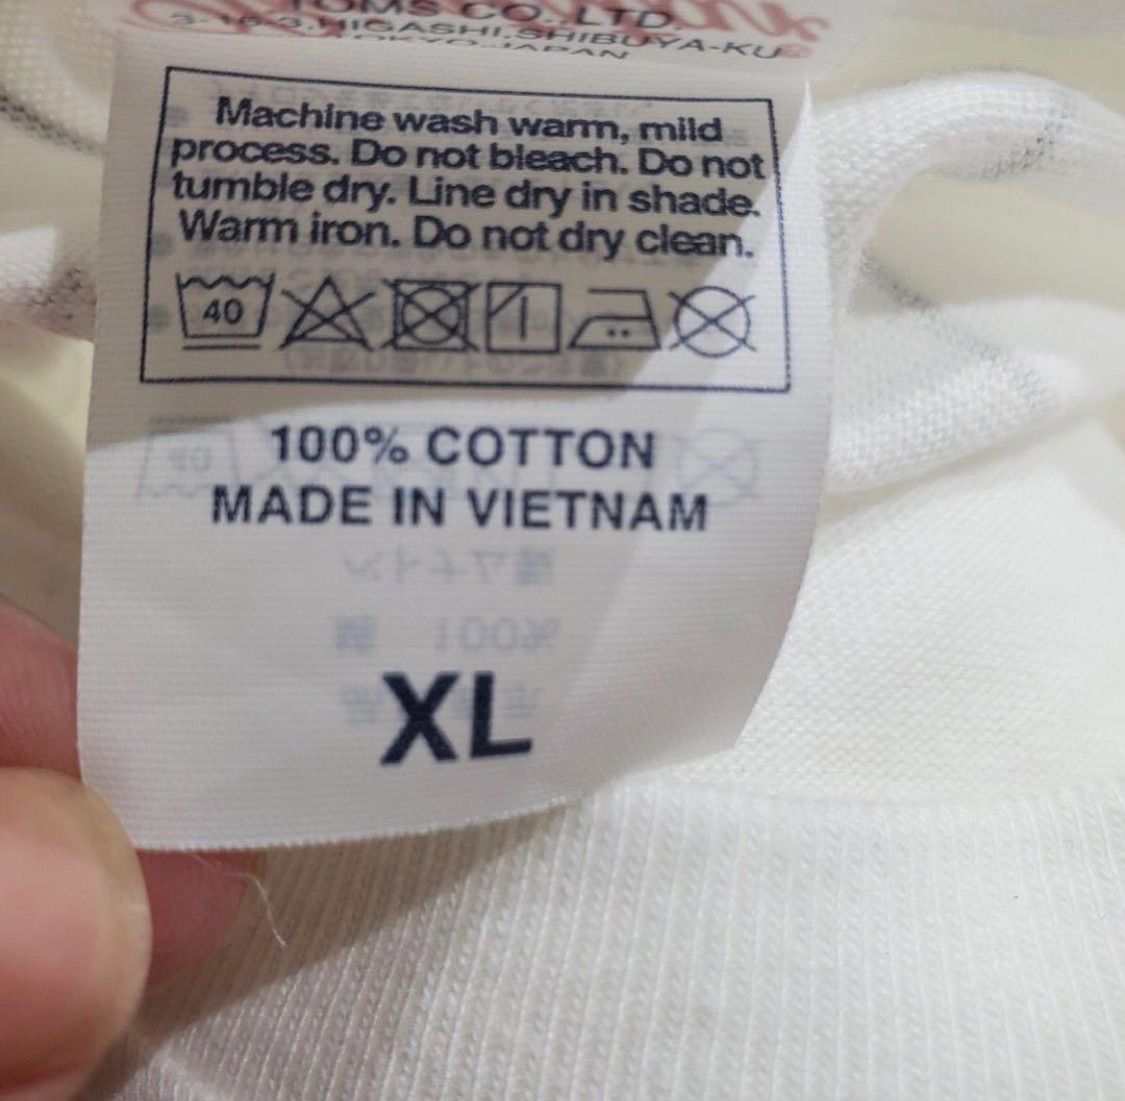 TOMS CO.,LTD.
3-16-3,HIGASHI,SHIBUYA-KU
TOKYO,JAPAN
Machine wash warm, mild
process. Do not bleach. Do not
tumble dry. Line dry in shade.
Warm iron. Do not dry clean.
40
100% COTTON
MADE IN VIETNAM
XL